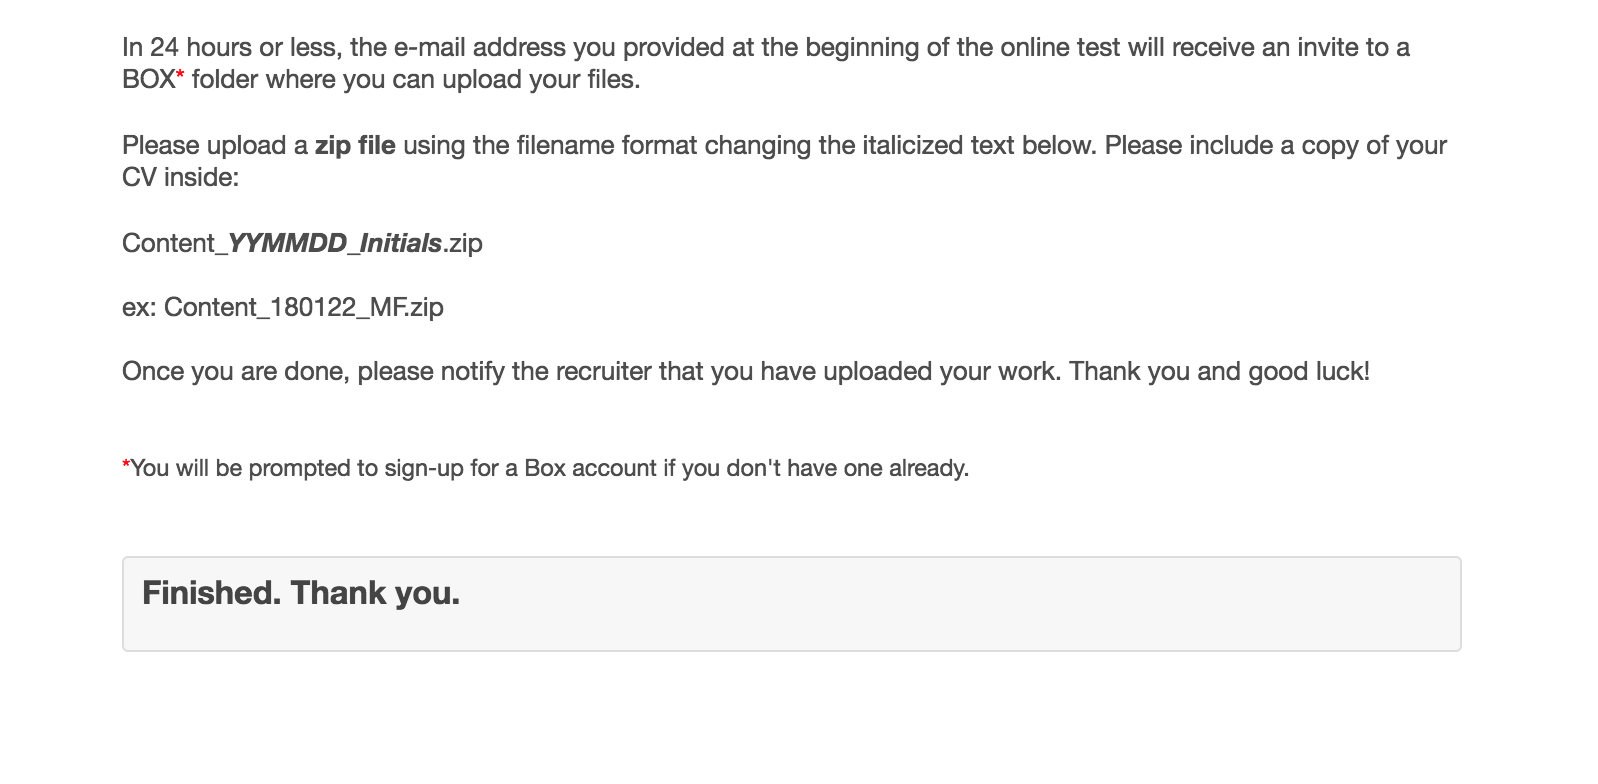 In 24 hours or less, the e-mail address you provided at the beginning of the online test will receive an invite to a
BOX* folder where you can upload your files.
Please upload a zip file using the filename format changing the italicized text below. Please include a copy of your
CV inside:
Content_YYMMDD_Initials.zip
ex: Content_180122_MF.zip
Once you are done, please notify the recruiter that you have uploaded your work. Thank you and good luck!
*You will be prompted to sign-up for a Box account if you don't have one already.
Finished. Thank you.